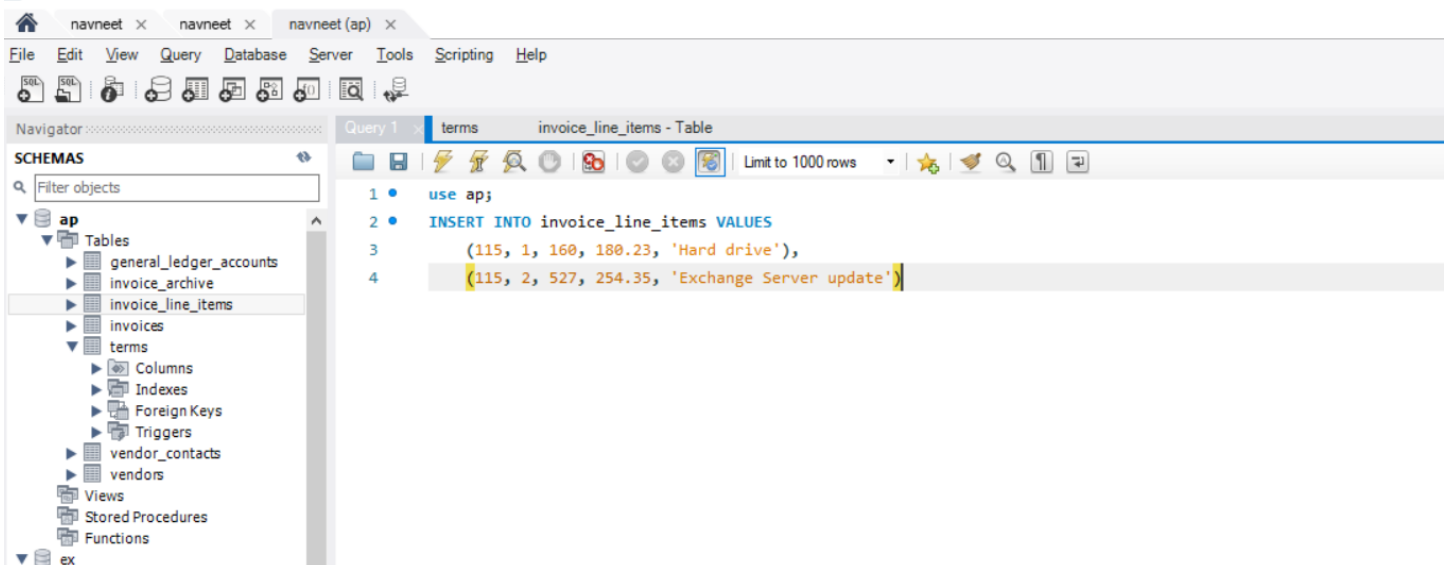 navneet × navneet × navneet (ap) ×
File Edit View Query Database Server Tools Scripting Help
SQL SQL
Navigator
SCHEMAS
Filter objects
ap
Tables
general_ledger_accounts
invoice_archive
invoice_line_items
invoices
terms
Columns
Indexes
Foreign Keys
Triggers
vendor_contacts
vendors
Views
Stored Procedures
Functions
ex
Query 1 × terms invoice_line_items - Table
Limit to 1000 rows
1 use ap;
2 INSERT INTO invoice_line_items VALUES
3 (115, 1, 160, 180.23, 'Hard drive'),
4 (115, 2, 527, 254.35, 'Exchange Server update')